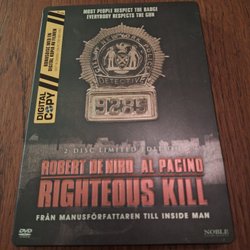 MOST PEOPLE RESPECT THE BADGE
EVERYBODY RESPECTS THE GUN
DIGITAL
COPY
DETECTIVE
9285
2-DISC LIMITED EDITION
ROBERT DE NIRO AL PACINO
RIGHTEOUS KILL
FRÅN MANUSFÖRFATTAREN TILL INSIDE MAN
DVD
NOBLE